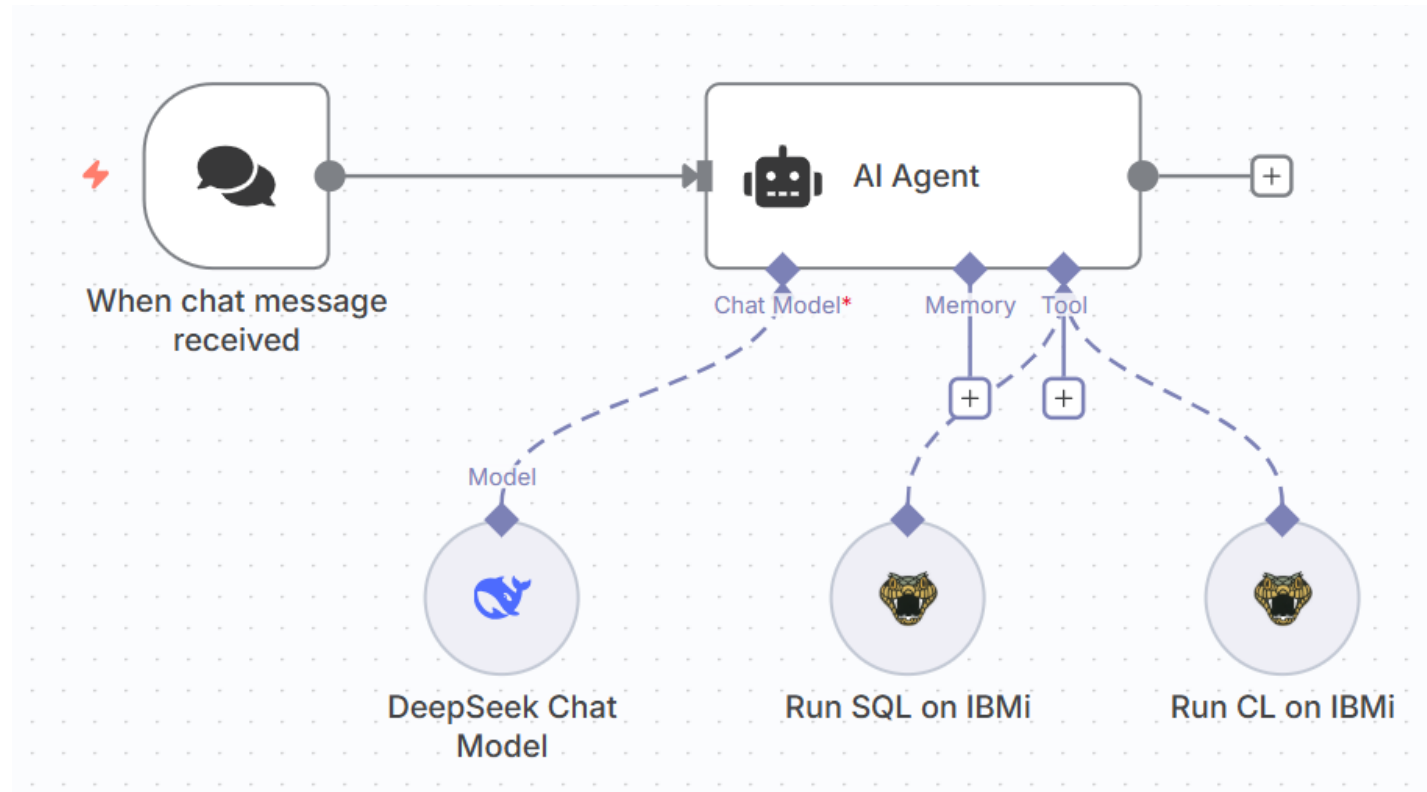 AI Agent
When chat message
received
Chat Model*
Memory
Tool
Model
DeepSeek Chat
Model
Run SQL on IBMi
Run CL on IBMi